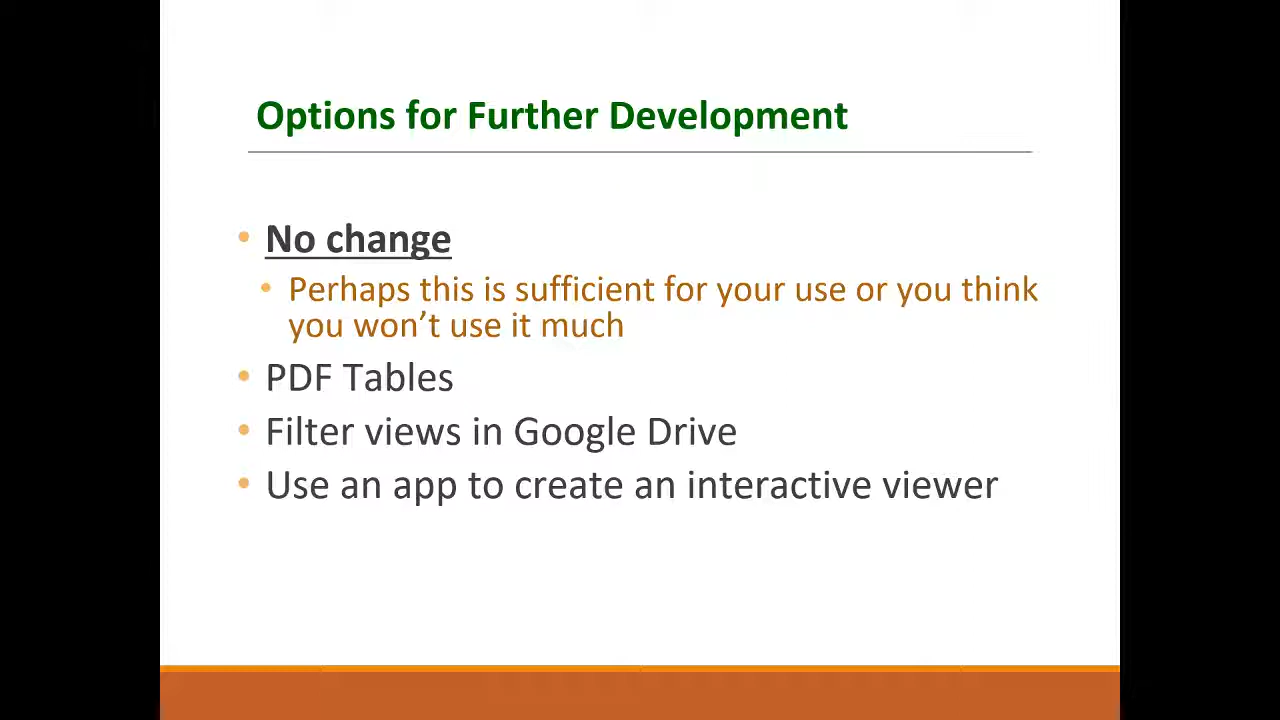 Options for Further Development
• No change
• Perhaps this is sufficient for your use or you think
you won’t use it much
• PDF Tables
• Filter views in Google Drive
• Use an app to create an interactive viewer